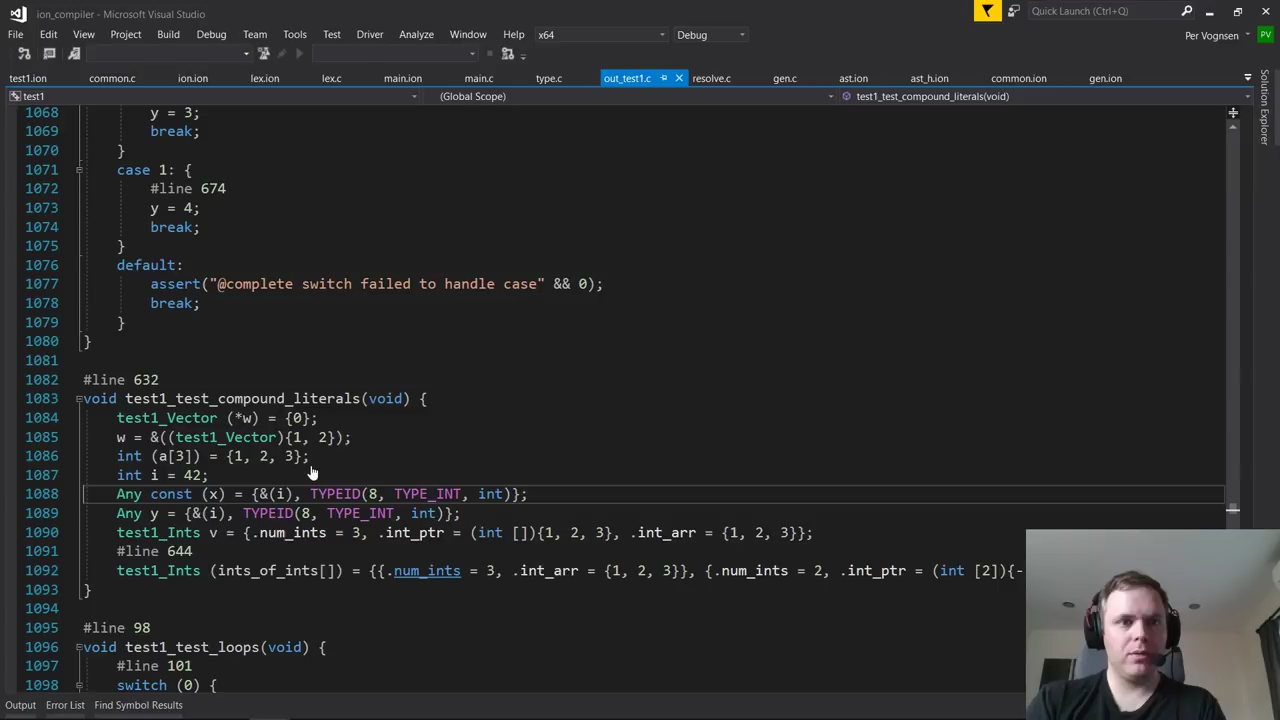 ion_compiler - Microsoft Visual Studio
Quick Launch (Ctrl+Q)
File Edit View Project Build Debug Team Tools Test Driver Analyze Window Help x64 Debug
Per Vognsen PV
test1.ion common.c ion.ion lex.ion lex.c main.ion main.c type.c out_test1.c resolve.c gen.c ast.ion ast_h.ion common.ion gen.ion
test1 (Global Scope) test1_test_compound_literals(void)
Solution Explorer
1068 y = 3;
1069 break;
1070 }
1071 case 1: {
1072 #line 674
1073 y = 4;
1074 break;
1075 }
1076 default:
1077 assert("@complete switch failed to handle case" && 0);
1078 break;
1079 }
1080 }
1081
1082 #line 632
1083 void test1_test_compound_literals(void) {
1084 test1_Vector (*w) = {0};
1085 w = &((test1_Vector){1, 2});
1086 int (a[3]) = {1, 2, 3};
1087 int i = 42;
1088 Any const (x) = {&(i), TYPEID(8, TYPE_INT, int)};
1089 Any y = {&(i), TYPEID(8, TYPE_INT, int)};
1090 test1_Ints v = {.num_ints = 3, .int_ptr = (int []){1, 2, 3}, .int_arr = {1, 2, 3}};
1091 #line 644
1092 test1_Ints (ints_of_ints[]) = {{.num_ints = 3, .int_arr = {1, 2, 3}}, {.num_ints = 2, .int_ptr = (int [2]){-
1093 }
1094
1095 #line 98
1096 void test1_test_loops(void) {
1097 #line 101
1098 switch (0) {
Output Error List Find Symbol Results